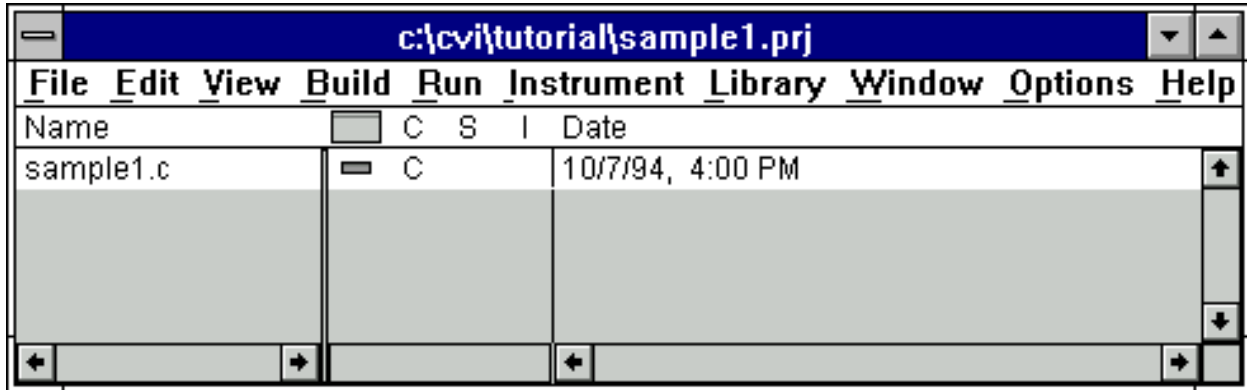 c:\cvi\tutorial\sample1.prj
File Edit View Build Run Instrument Library Window Options Help
Name C S I Date
sample1.c C 10/7/94, 4:00 PM